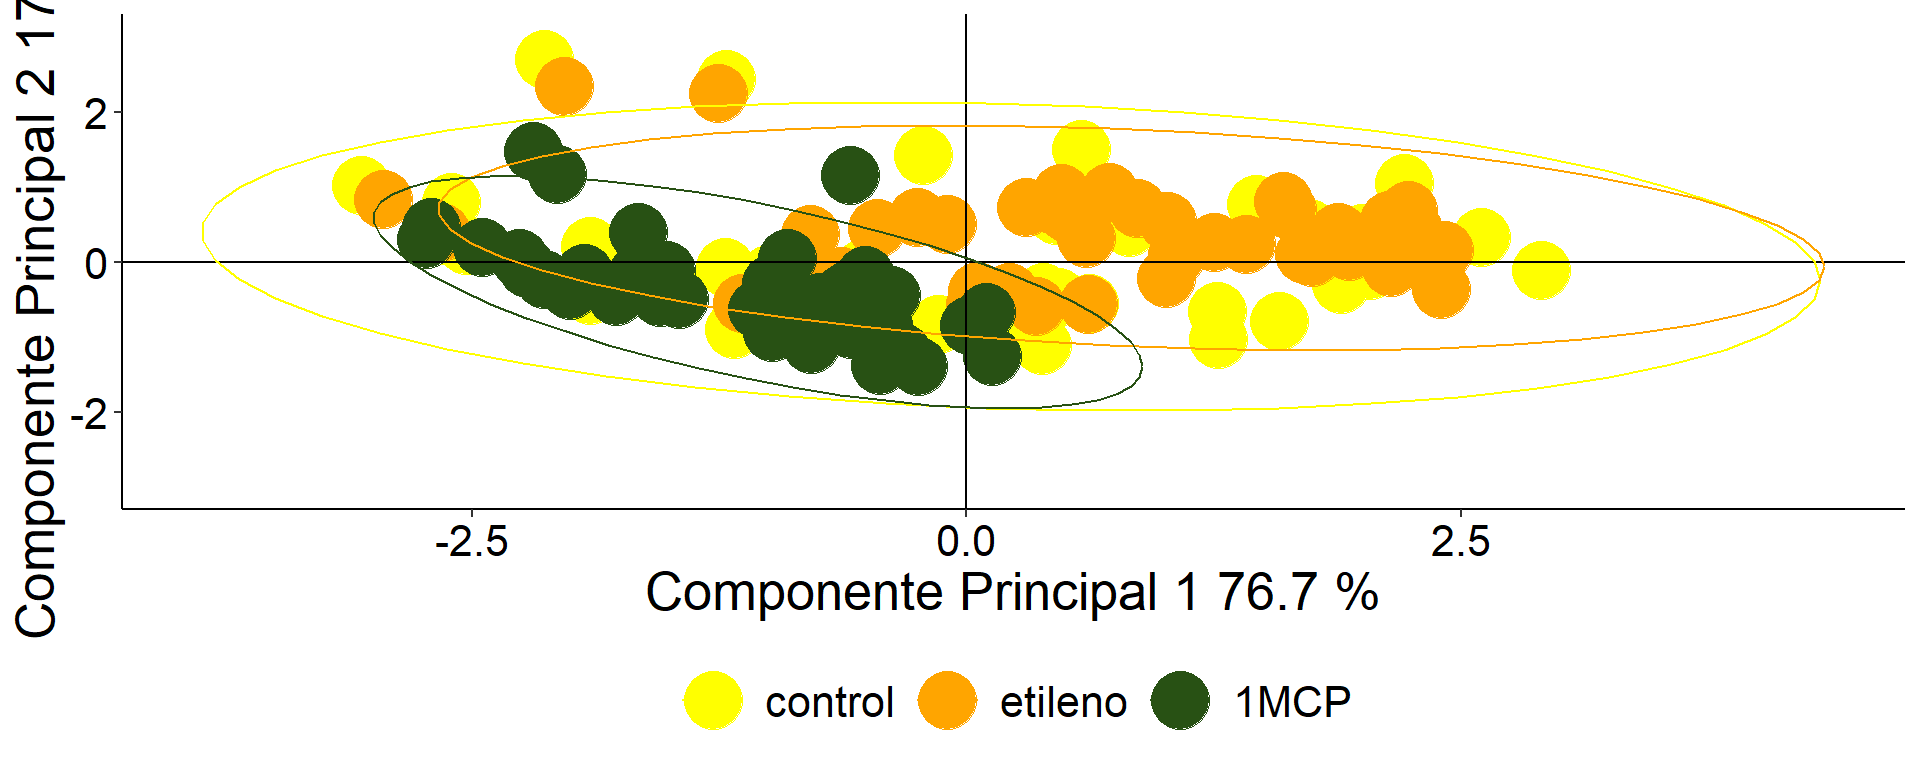 Componente Principal 2 17
2
0
-2
-2.5
0.0
2.5
Componente Principal 1 76.7 %
control
etileno
1MCP